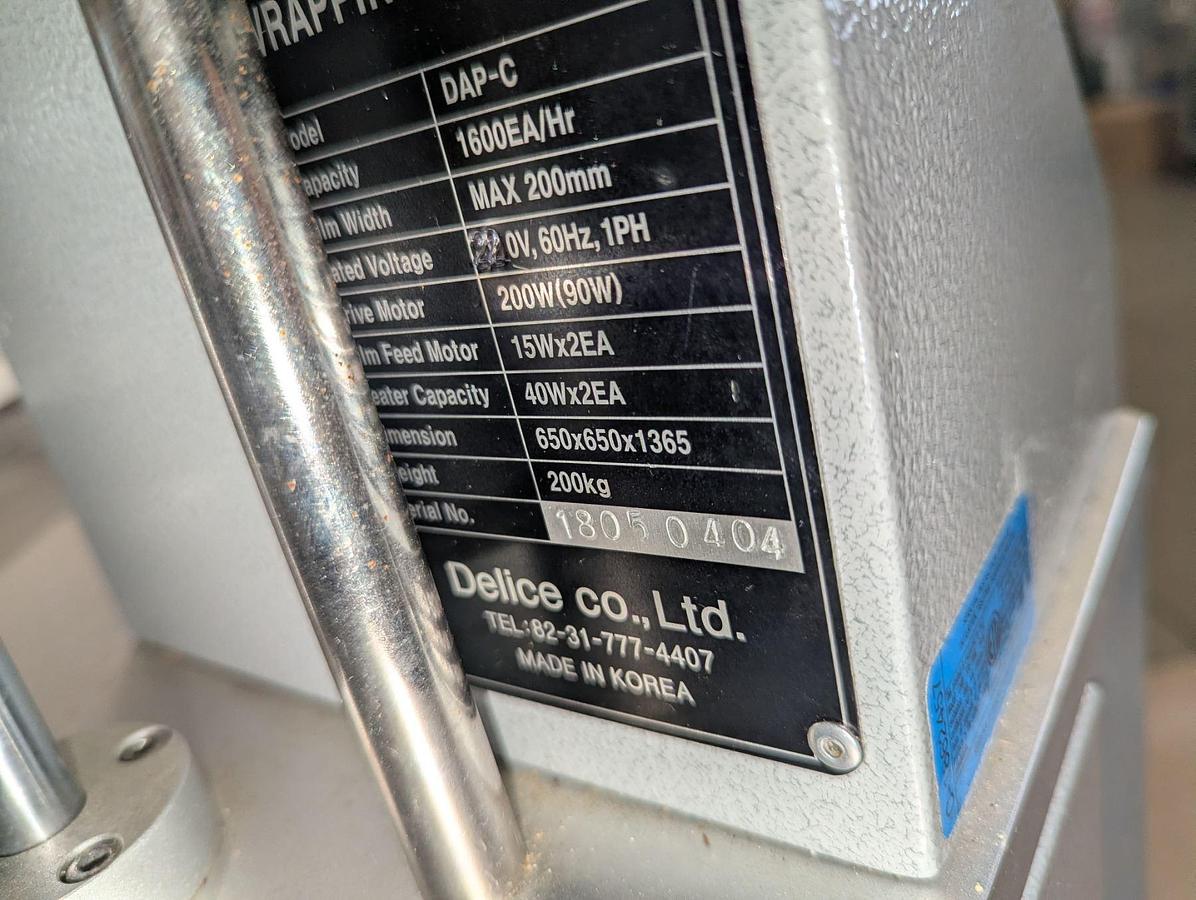 WRAPPIN
odel DAP-C
apacity 1600EA/Hr
lm Width MAX 200mm
ated Voltage 220V, 60Hz, 1PH
rive Motor 200W(90W)
lm Feed Motor 15Wx2EA
eater Capacity 40Wx2EA
mension 650x650x1365
eight 200kg
erial No. 18050404
Delice co., Ltd.
TEL:82-31-777-4407
MADE IN KOREA